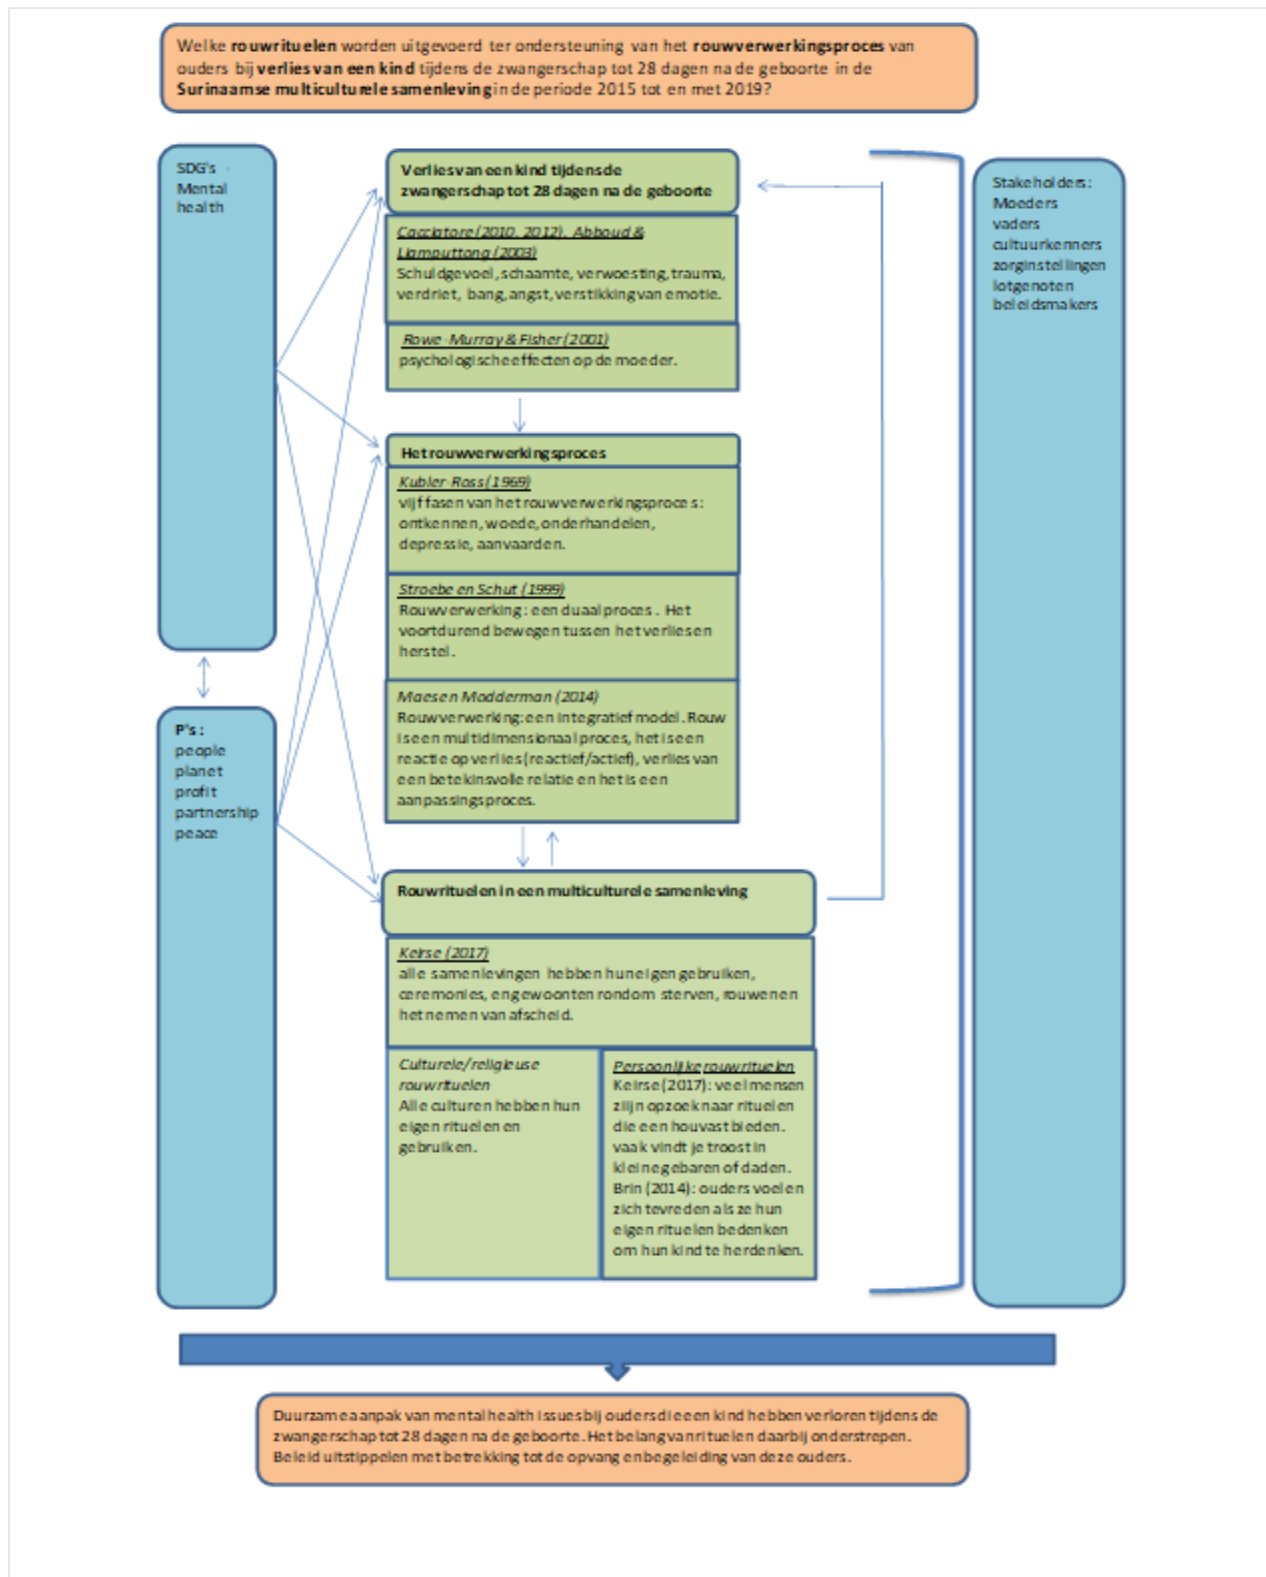 Welke rouwrituelen worden uitgevoerd ter ondersteuning van het rouwverwerkingsproces van
ouders bij verlies van een kind tijdens de zwangerschap tot 28 dagen na de geboorte in de
Surinaamse multiculturele samenleving in de periode 2015 tot en met 2019?
SDG's -
Mental
health
P's :
people
planet
profit
partnership
peace
Verlies van een kind tijdens de
zwangerschap tot 28 dagen na de geboorte
Cacciatore (2010, 2012), Abboud &
Liamputtong (2003)
Schuldgevoel, schaamte, verwoesting, trauma,
verdriet, bang, angst, verstikking van emotie.
Rowe-Murray & Fisher (2001)
psychologische effecten op de moeder.
Het rouwverwerkingsproces
Kubler-Ross (1969)
vijf fasen van het rouwverwerkingsproces:
ontkennen, woede, onderhandelen,
depressie, aanvaarden.
Stroebe en Schut (1999)
Rouwverwerking: een duaal proces . Het
voortdurend bewegen tussen het verlies en
herstel.
Maes en Modderman (2014)
Rouwverwerking: een integratief model. Rouw
is een multidimensionaal proces, het is een
reactie op verlies (reactief/actief), verlies van
een betekinsvolle relatie en het is een
aanpassingsproces.
Rouwrituelen in een multiculturele samenleving
Keirse (2017)
alle samenlevingen hebben hun eigen gebruiken,
ceremonies, en gewoonten rondom sterven, rouwen en
het nemen van afscheid.
Culturele/religieuse
rouwrituelen
Alle culturen hebben hun
eigen rituelen en
gebruiken.
Persoonlijke rouwrituelen
Keirse (2017): veel mensen
zijn opzoek naar rituelen
die een houvast bieden.
vaak vindt je troost in
kleine gebaren of daden.
Brin (2014): ouders voelen
zich tevreden als ze hun
eigen rituelen bedenken
om hun kind te herdenken.
Stakeholders:
Moeders
vaders
cultuurkenners
zorginstellingen
lotgenoten
beleidsmakers
Duurzame aanpak van mental health issues bij ouders die een kind hebben verloren tijdens de
zwangerschap tot 28 dagen na de geboorte. Het belang van rituelen daarbij onderstrepen.
Beleid uitstippelen met betrekking tot de opvang en begeleiding van deze ouders.